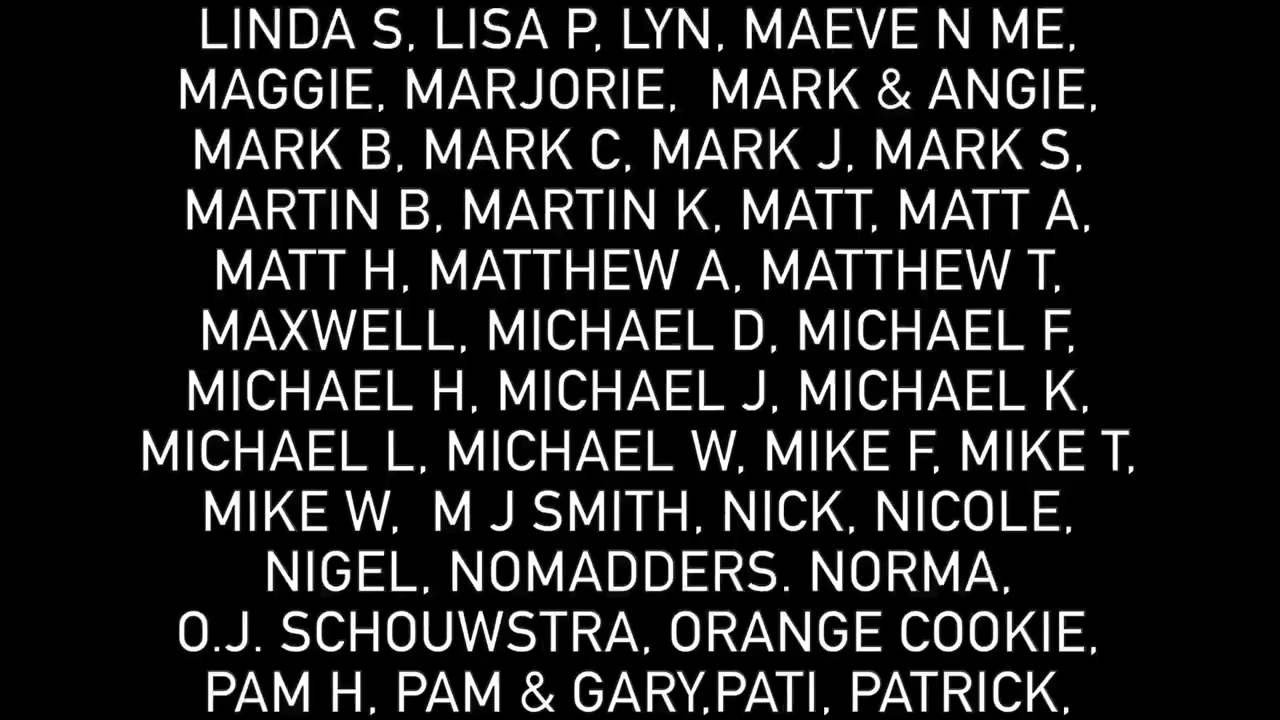 LINDA S, LISA P, LYN, MAEVE N ME,
MAGGIE, MARJORIE,  MARK & ANGIE,
MARK B, MARK C, MARK J, MARK S,
MARTIN B, MARTIN K, MATT, MATT A,
MATT H, MATTHEW A, MATTHEW T,
MAXWELL, MICHAEL D, MICHAEL F,
MICHAEL H, MICHAEL J, MICHAEL K,
MICHAEL L, MICHAEL W, MIKE F, MIKE T,
MIKE W,  M J SMITH, NICK, NICOLE,
NIGEL, NOMADDERS. NORMA,
O.J. SCHOUWSTRA, ORANGE COOKIE,
PAM H, PAM & GARY,PATI, PATRICK,